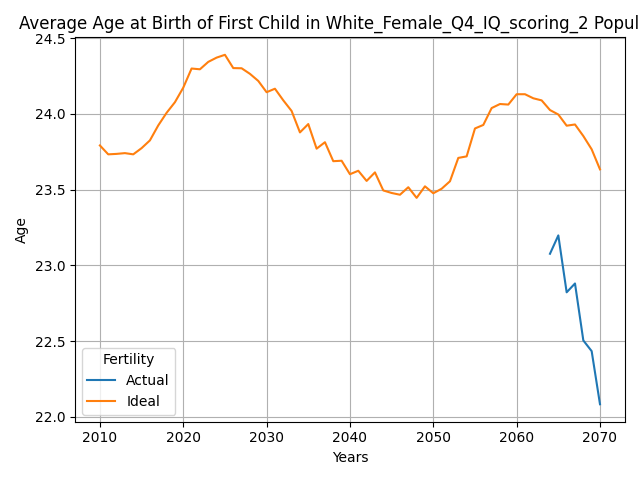 Average Age at Birth of First Child in White_Female_Q4_IQ_scoring_2 Popul
24.5
24.0
23.5
23.0
22.5
22.0
Age
Fertility
Actual
Ideal
2010 2020 2030 2040 2050 2060 2070
Years